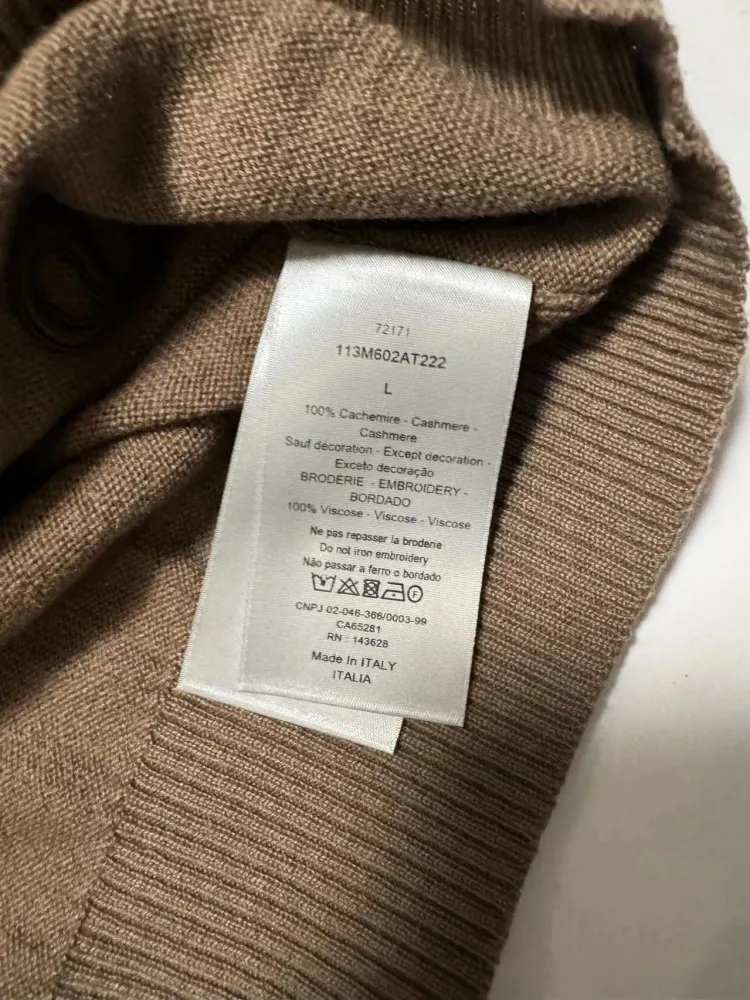 72171
113M602AT222
L
100% Cachemire - Cashmere -
Cashmere
Sauf décoration - Except decoration -
Exceto decoração
BRODERIE - EMBROIDERY -
BORDADO
100% Viscose - Viscose - Viscose
Ne pas repasser la broderie
Do not iron embroidery
Não passar a ferro o bordado
F
CNPJ 02-046-366/0003-99
CA65281
RN : 143628
Made In ITALY
ITALIA